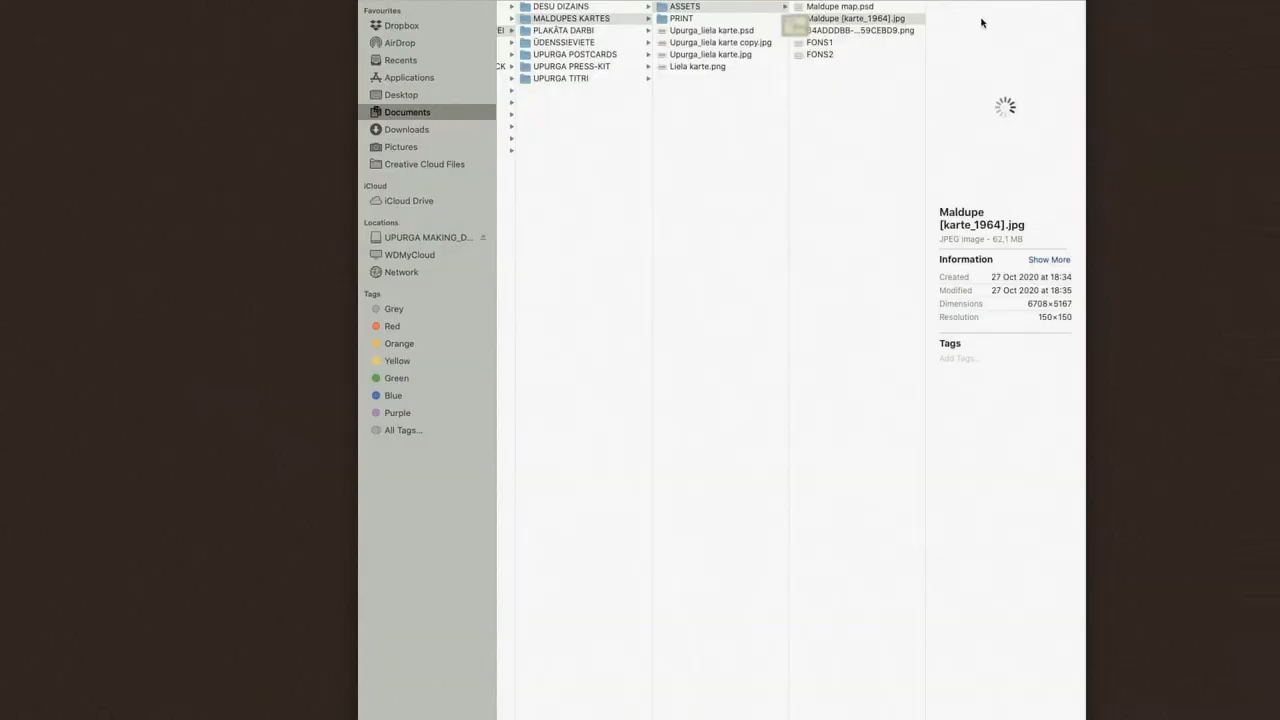 Favourites
Dropbox
AirDrop
Recents
Applications
Desktop
Documents
Downloads
Pictures
Creative Cloud Files
iCloud
iCloud Drive
Locations
UPURGA MAKING_D...
WDMyCloud
Network
Tags
Grey
Red
Orange
Yellow
Green
Blue
Purple
All Tags...
EI
CK
DESU DIZAINS
MALDUPES KARTES
PLAKĀTA DARBI
ŪDENSSIEVIETE
UPURGA POSTCARDS
UPURGA PRESS-KIT
UPURGA TITRI
ASSETS
PRINT
Upurga_liela karte.psd
Upurga_liela karte copy.jpg
Upurga_liela karte.jpg
Liela karte.png
Maldupe map.psd
Maldupe [karte_1964].jpg
34ADDDBB-...59CEBD9.png
FONS1
FONS2
Maldupe
[karte_1964].jpg
JPEG image - 62,1 MB
Information Show More
Created 27 Oct 2020 at 18:34
Modified 27 Oct 2020 at 18:35
Dimensions 6708×5167
Resolution 150×150
Tags
Add Tags...